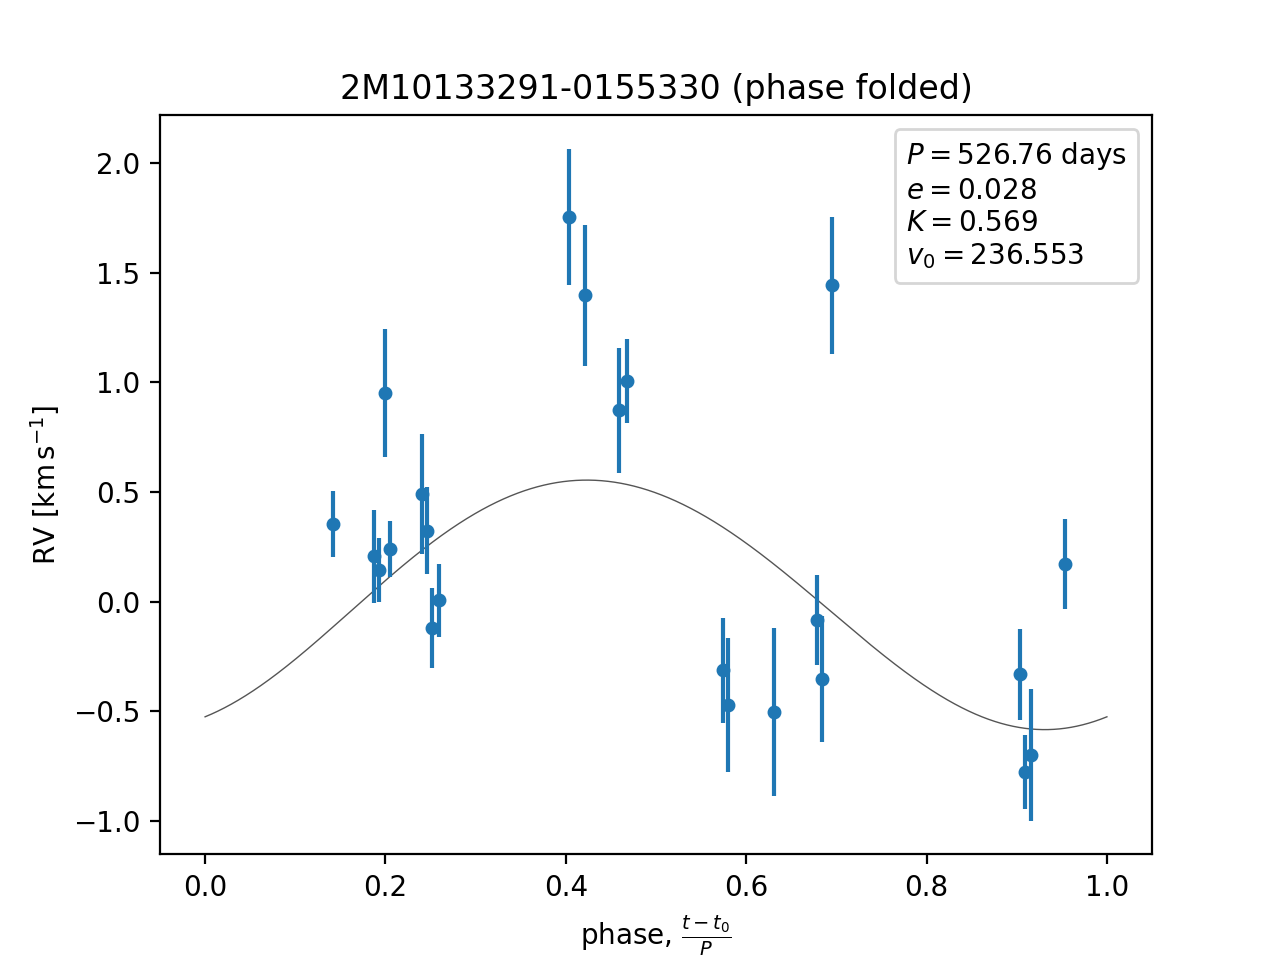 2M10133291-0155330 (phase folded)
P = 526.76 days
e = 0.028
K = 0.569
v₀ = 236.553
RV [km s⁻¹]
2.0
1.5
1.0
0.5
0.0
−0.5
−1.0
0.0 0.2 0.4 0.6 0.8 1.0
phase, (t − t₀)/P